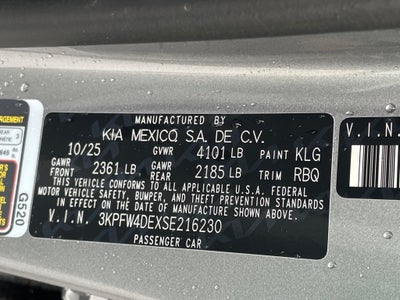 MANUFACTURED BY
KIA MEXICO, S.A. DE C.V.
10/25 GVWR 4101 LB PAINT KLG
GAWR FRONT 2361 LB GAWR REAR 2185 LB TRIM RBQ
THIS VEHICLE CONFORMS TO ALL APPLICABLE U.S.A. FEDERAL
MOTOR VEHICLE SAFETY, BUMPER, AND THEFT PREVENTION STANDARDS
IN EFFECT ON THE DATE OF MANUFACTURE SHOWN ABOVE.
V.I.N. 3KPFW4DEXSE216230
PASSENGER CAR
G520
V.I.N.